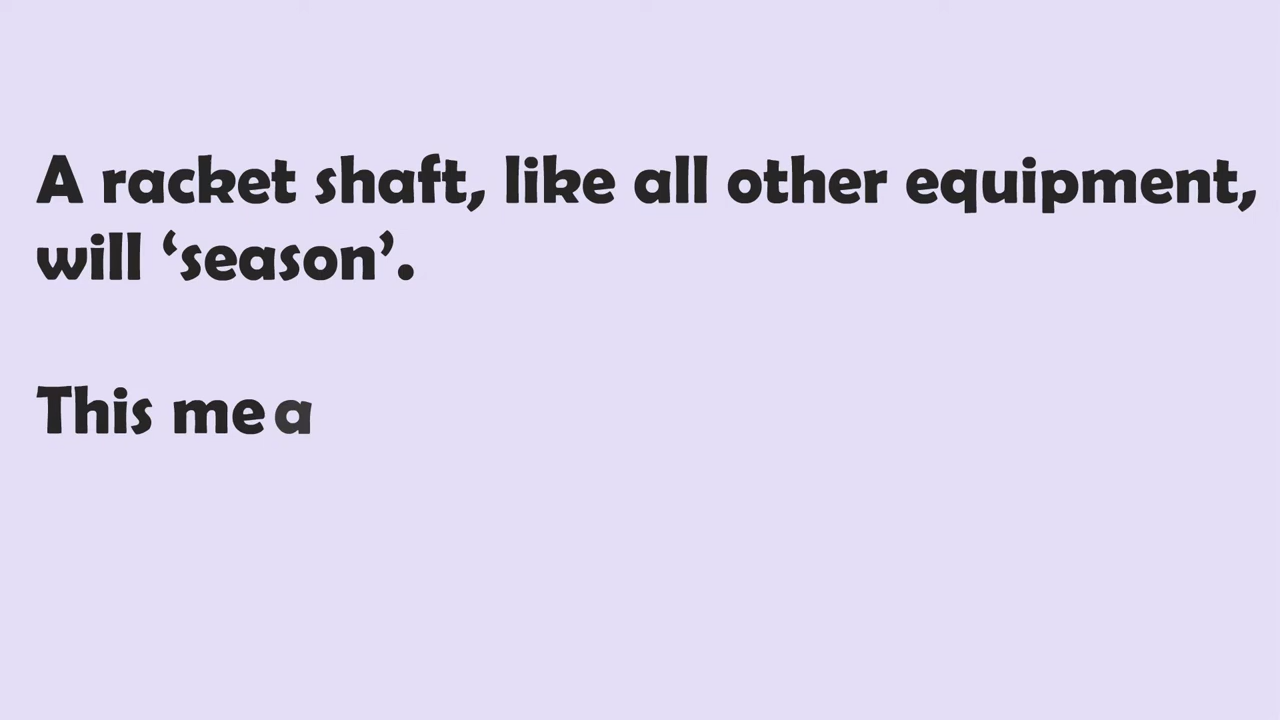 A racket shaft, like all other equipment,
will ‘season’.
This mea